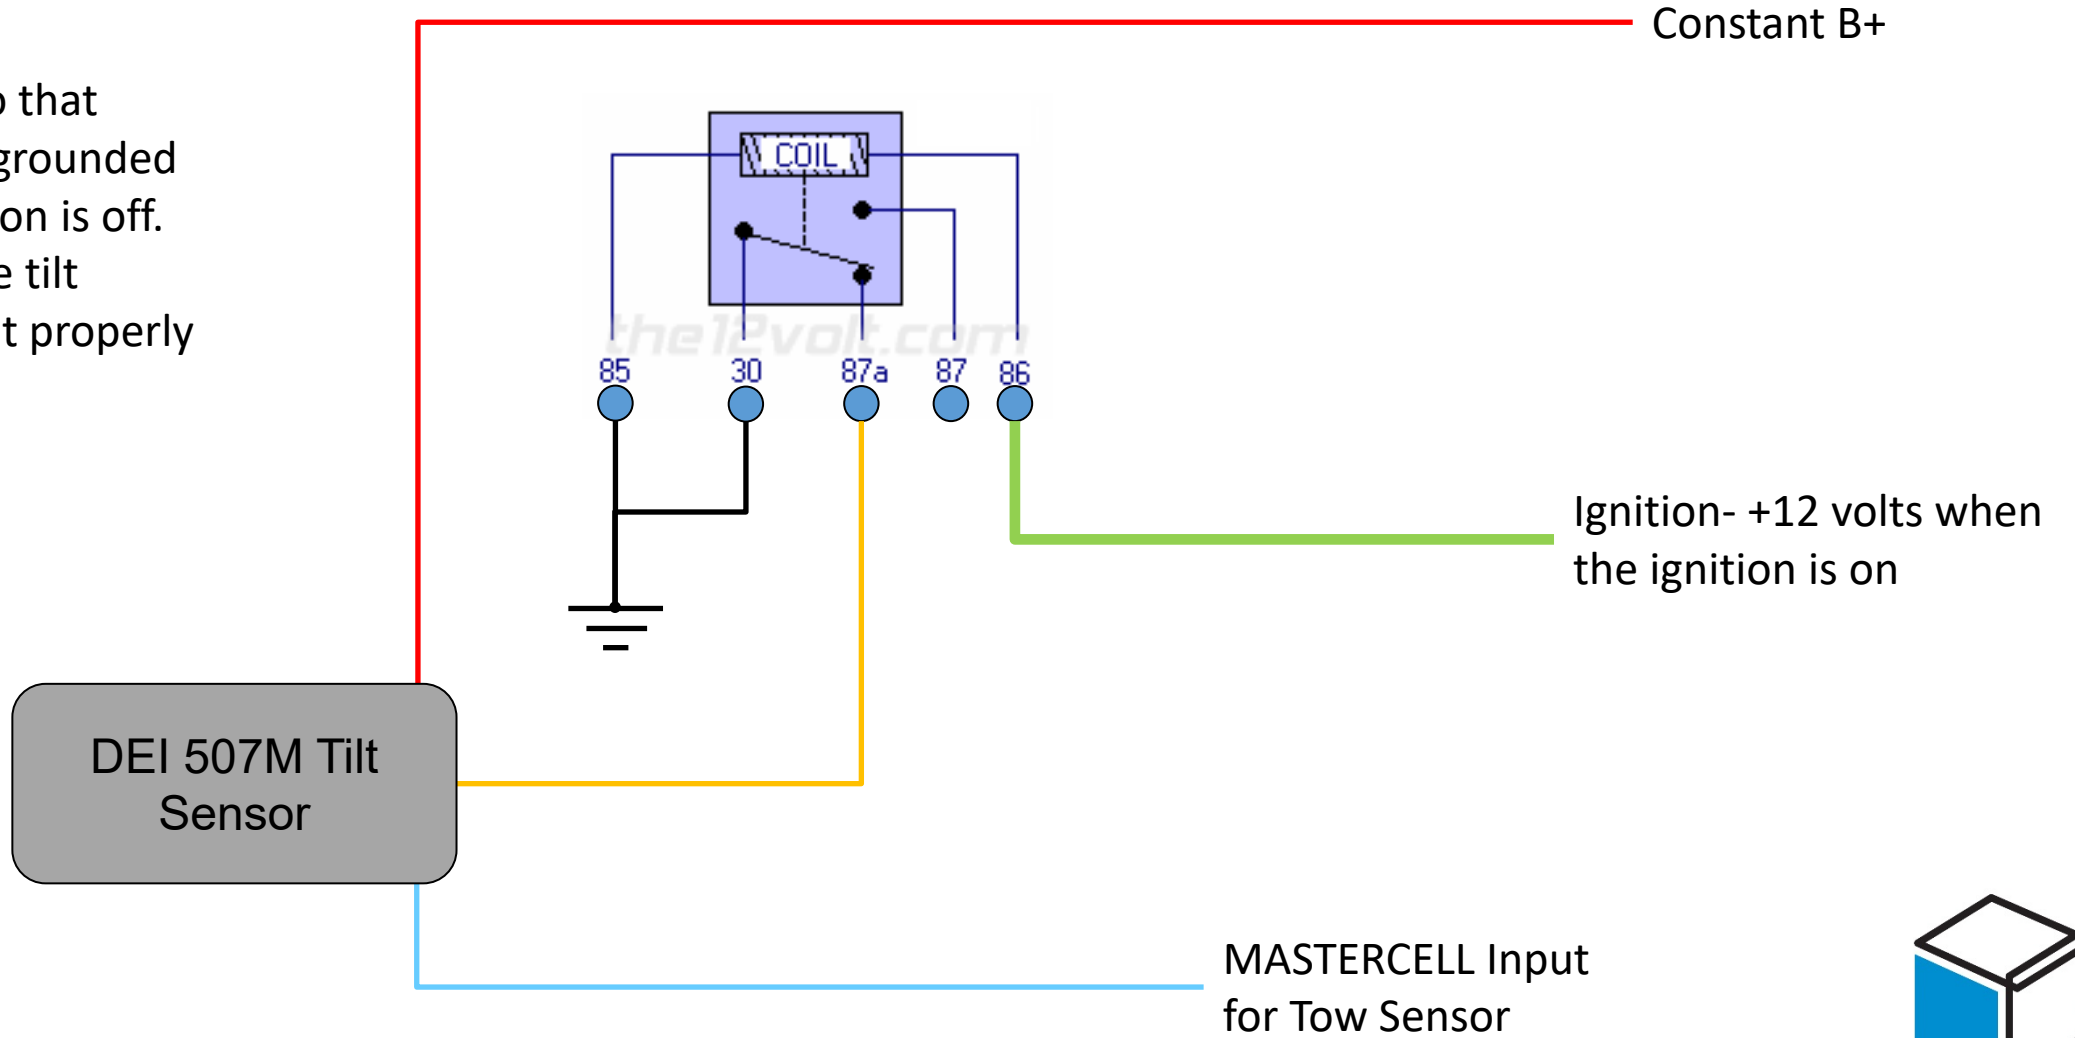 Constant B+
that
grounded
on is off.
e tilt
t properly
COIL
the12volt.com
85 30 87a 87 86
Ignition- +12 volts when
the ignition is on
DEI 507M Tilt
Sensor
MASTERCELL Input
for Tow Sensor